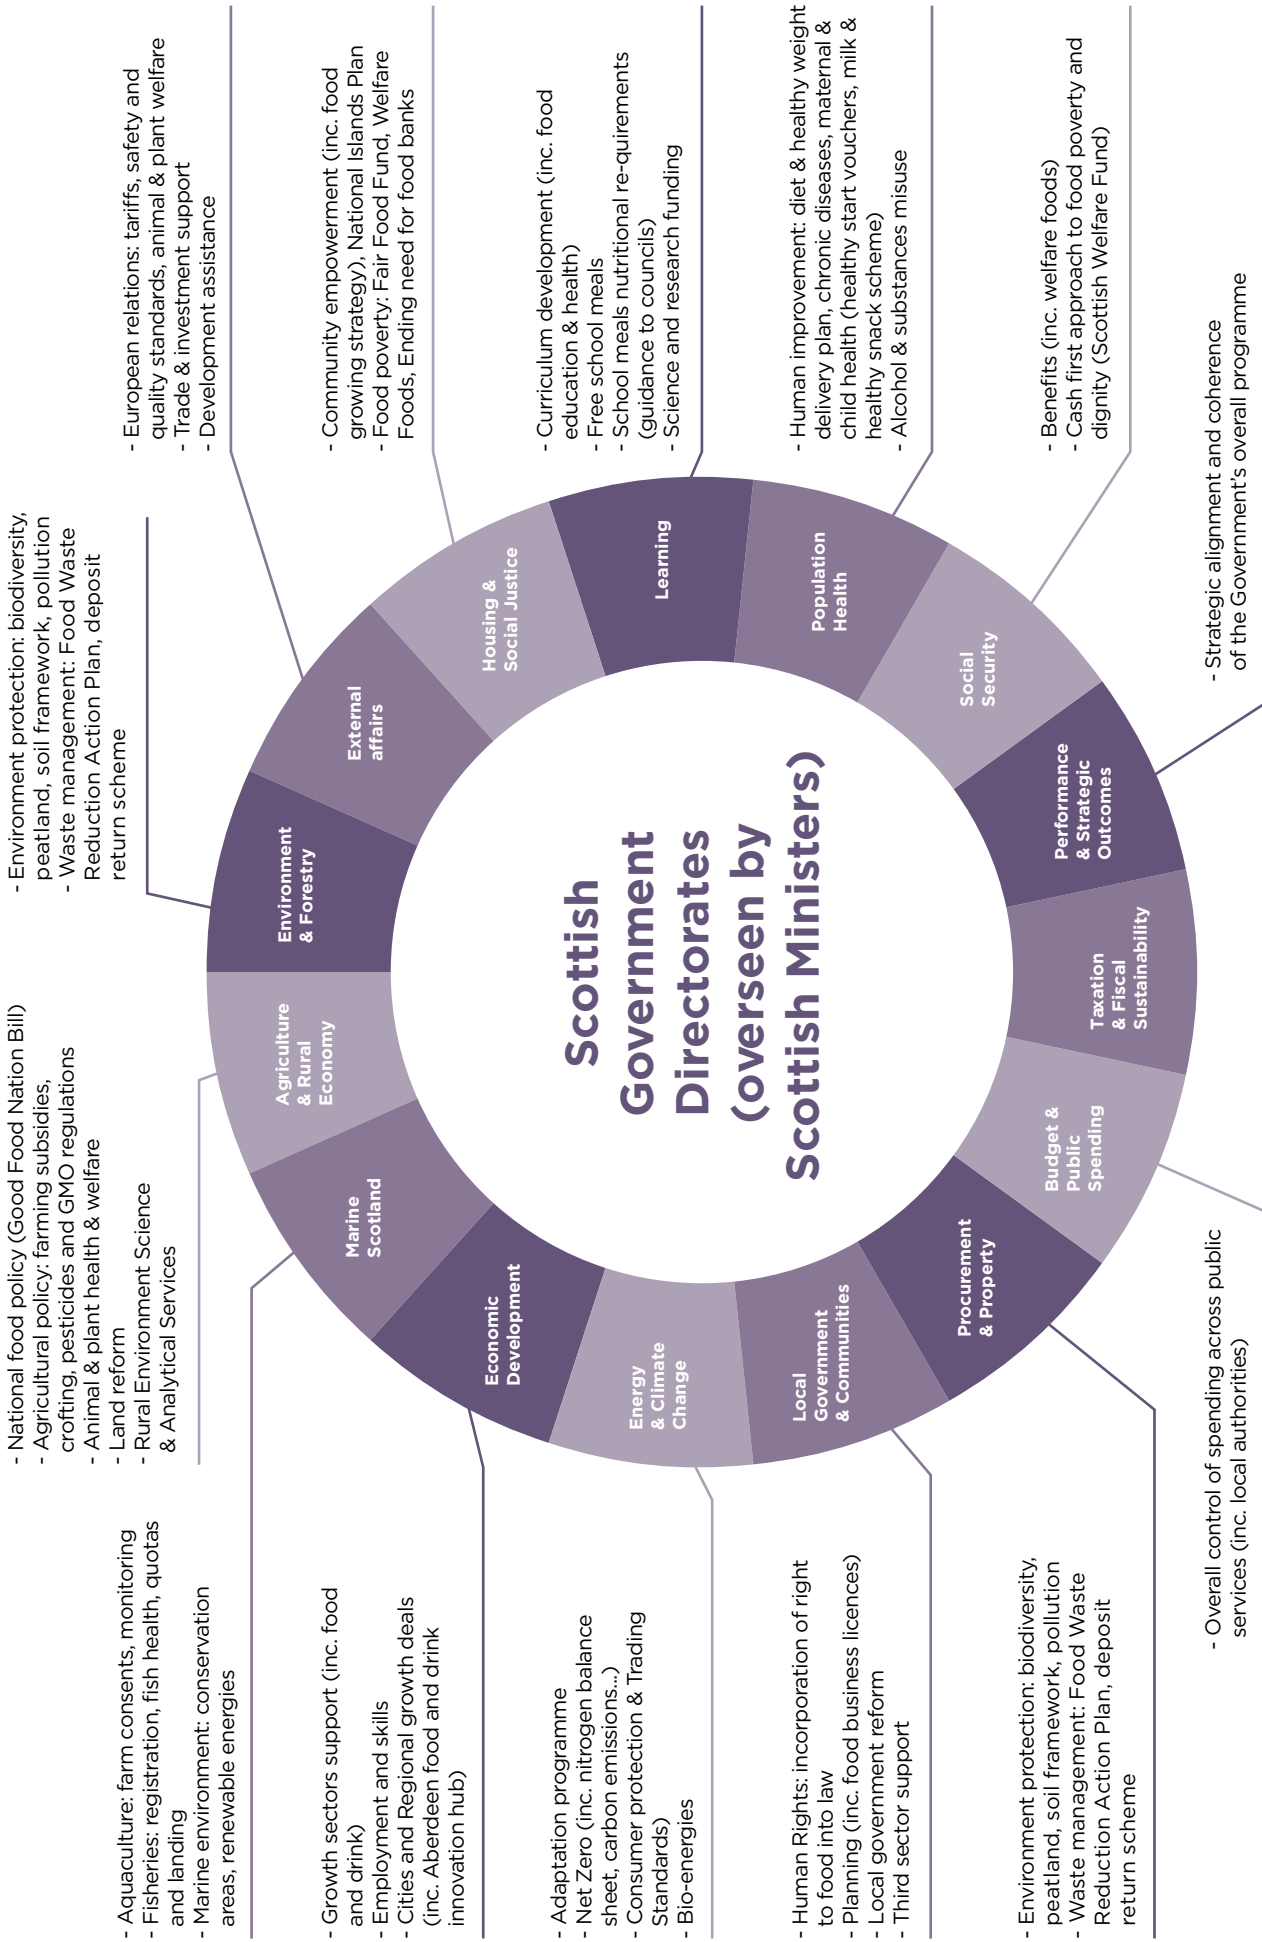 Scottish
Government
Directorates
(overseen by
Scottish Ministers)
- National food policy (Good Food Nation Bill)
- Agricultural policy: farming subsidies,
crofting, pesticides and GMO regulations
- Animal & plant health & welfare
- Land reform
- Rural Environment Science
& Analytical Services
Agriculture
& Rural
Economy
- Environment protection: biodiversity,
peatland, soil framework, pollution
- Waste management: Food Waste
Reduction Action Plan, deposit
return scheme
Environment
& Forestry
- European relations: tariffs, safety and
quality standards, animal & plant welfare
- Trade & investment support
- Development assistance
External
affairs
- Community empowerment (inc. food
growing strategy), National Islands Plan
- Food poverty: Fair Food Fund, Welfare
Foods, Ending need for food banks
Housing &
Social Justice
- Curriculum development (inc. food
education & health)
- Free school meals
- School meals nutritional re-quirements
(guidance to councils)
- Science and research funding
Learning
- Human improvement: diet & healthy weight
delivery plan, chronic diseases, maternal &
child health (healthy start vouchers, milk &
healthy snack scheme)
- Alcohol & substances misuse
Population
Health
- Benefits (inc. welfare foods)
- Cash first approach to food poverty and
dignity (Scottish Welfare Fund)
Social
Security
- Strategic alignment and coherence
of the Government's overall programme
Performance
& Strategic
Outcomes
Taxation
& Fiscal
Sustainability
Budget &
Public
Spending
- Overall control of spending across public
services (inc. local authorities)
Procurement
& Property
- Environment protection: biodiversity,
peatland, soil framework, pollution
- Waste management: Food Waste
Reduction Action Plan, deposit
return scheme
Local
Government
& Communities
- Human Rights: incorporation of right
to food into law
- Planning (inc. food business licences)
- Local government reform
- Third sector support
Energy
& Climate
Change
- Adaptation programme
- Net Zero (inc. nitrogen balance
sheet, carbon emissions...)
- Consumer protection & Trading
Standards)
- Bio-energies
Economic
Development
- Growth sectors support (inc. food
and drink)
- Employment and skills
- Cities and Regional growth deals
(inc. Aberdeen food and drink
innovation hub)
Marine
Scotland
- Aquaculture: farm consents, monitoring
- Fisheries: registration, fish health, quotas
and landing
- Marine environment: conservation
areas, renewable energies